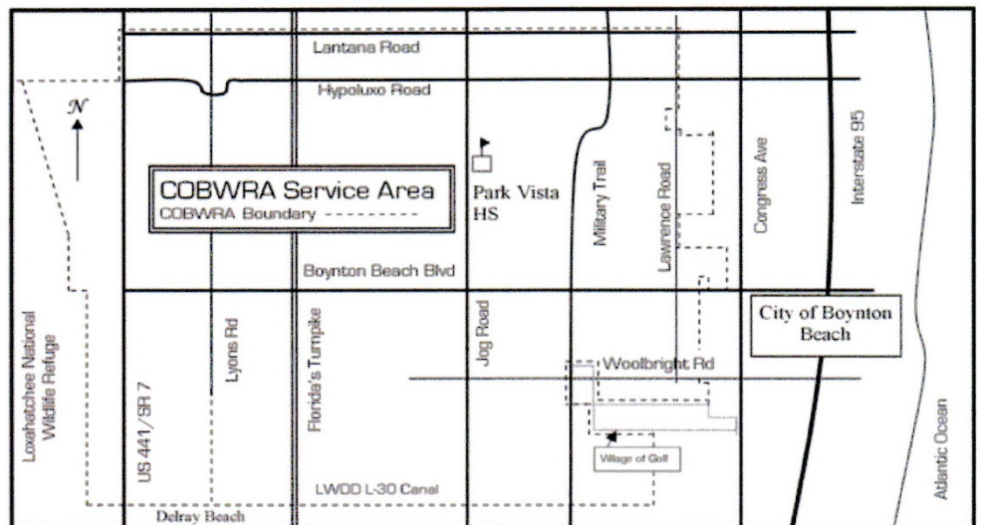 Lantana Road
Hypoluxo Road
N
COBWRA Service Area
COBWRA Boundary ------------
Park Vista
HS
Military Trail
Lawrence Road
Congress Ave
Interstate 95
Boynton Beach Blvd
City of Boynton
Beach
Loxahatchee National
Wildlife Refuge
US 441/SR 7
Lyons Rd
Florida's Turnpike
Jog Road
Woolbright Rd
Village of Golf
Atlantic Ocean
LWDD L-30 Canal
Delray Beach